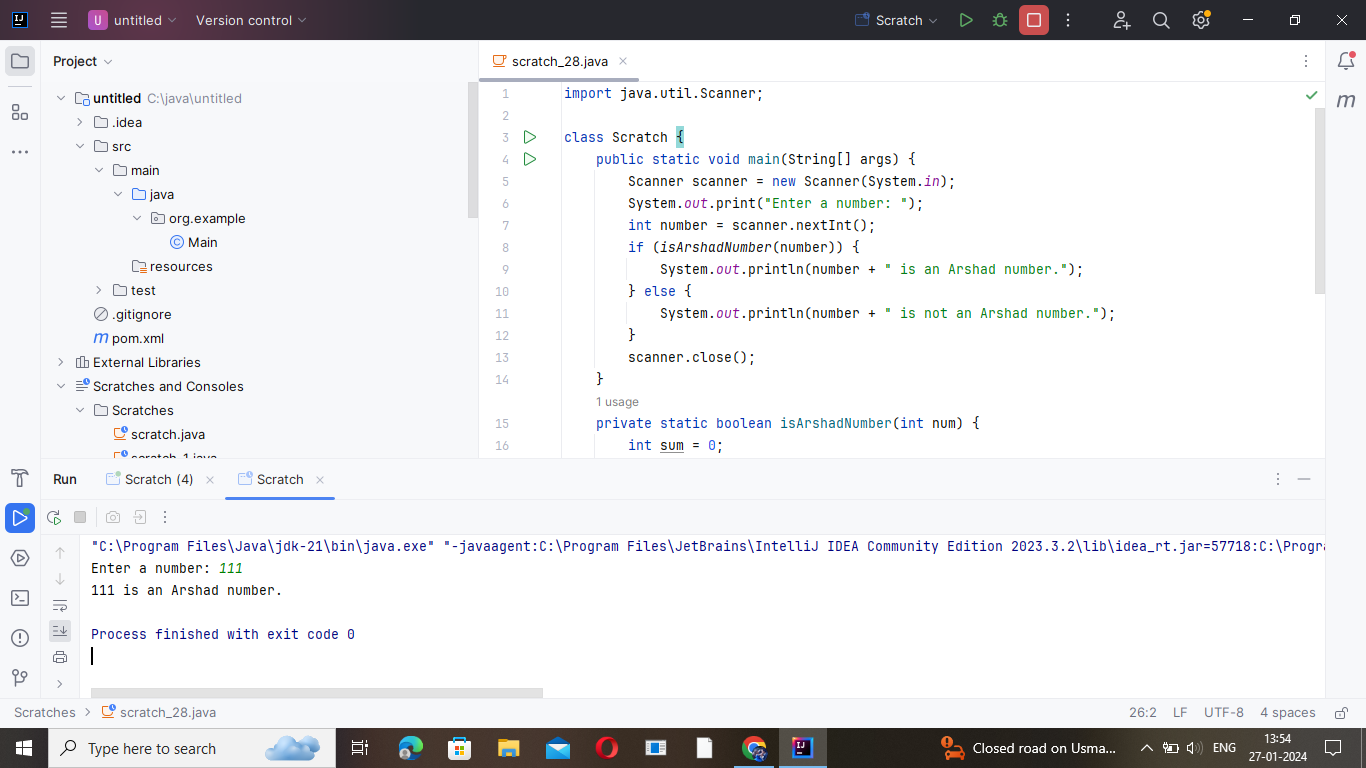 U untitled Version control Scratch
Project
scratch_28.java
untitled C:\java\untitled
.idea
src
main
java
org.example
Main
resources
test
.gitignore
pom.xml
External Libraries
Scratches and Consoles
Scratches
scratch.java
scratch_1.java
1 import java.util.Scanner;
2
3 class Scratch {
4 public static void main(String[] args) {
5 Scanner scanner = new Scanner(System.in);
6 System.out.print("Enter a number: ");
7 int number = scanner.nextInt();
8 if (isArshadNumber(number)) {
9 System.out.println(number + " is an Arshad number.");
10 } else {
11 System.out.println(number + " is not an Arshad number.");
12 }
13 scanner.close();
14 }
1 usage
15 private static boolean isArshadNumber(int num) {
16 int sum = 0;
m
Run Scratch (4) Scratch
"C:\Program Files\Java\jdk-21\bin\java.exe" "-javaagent:C:\Program Files\JetBrains\IntelliJ IDEA Community Edition 2023.3.2\lib\idea_rt.jar=57718:C:\Progra
Enter a number: 111
111 is an Arshad number.
Process finished with exit code 0
Scratches > scratch_28.java 26:2 LF UTF-8 4 spaces
Type here to search Closed road on Usma... ENG 13:54
27-01-2024